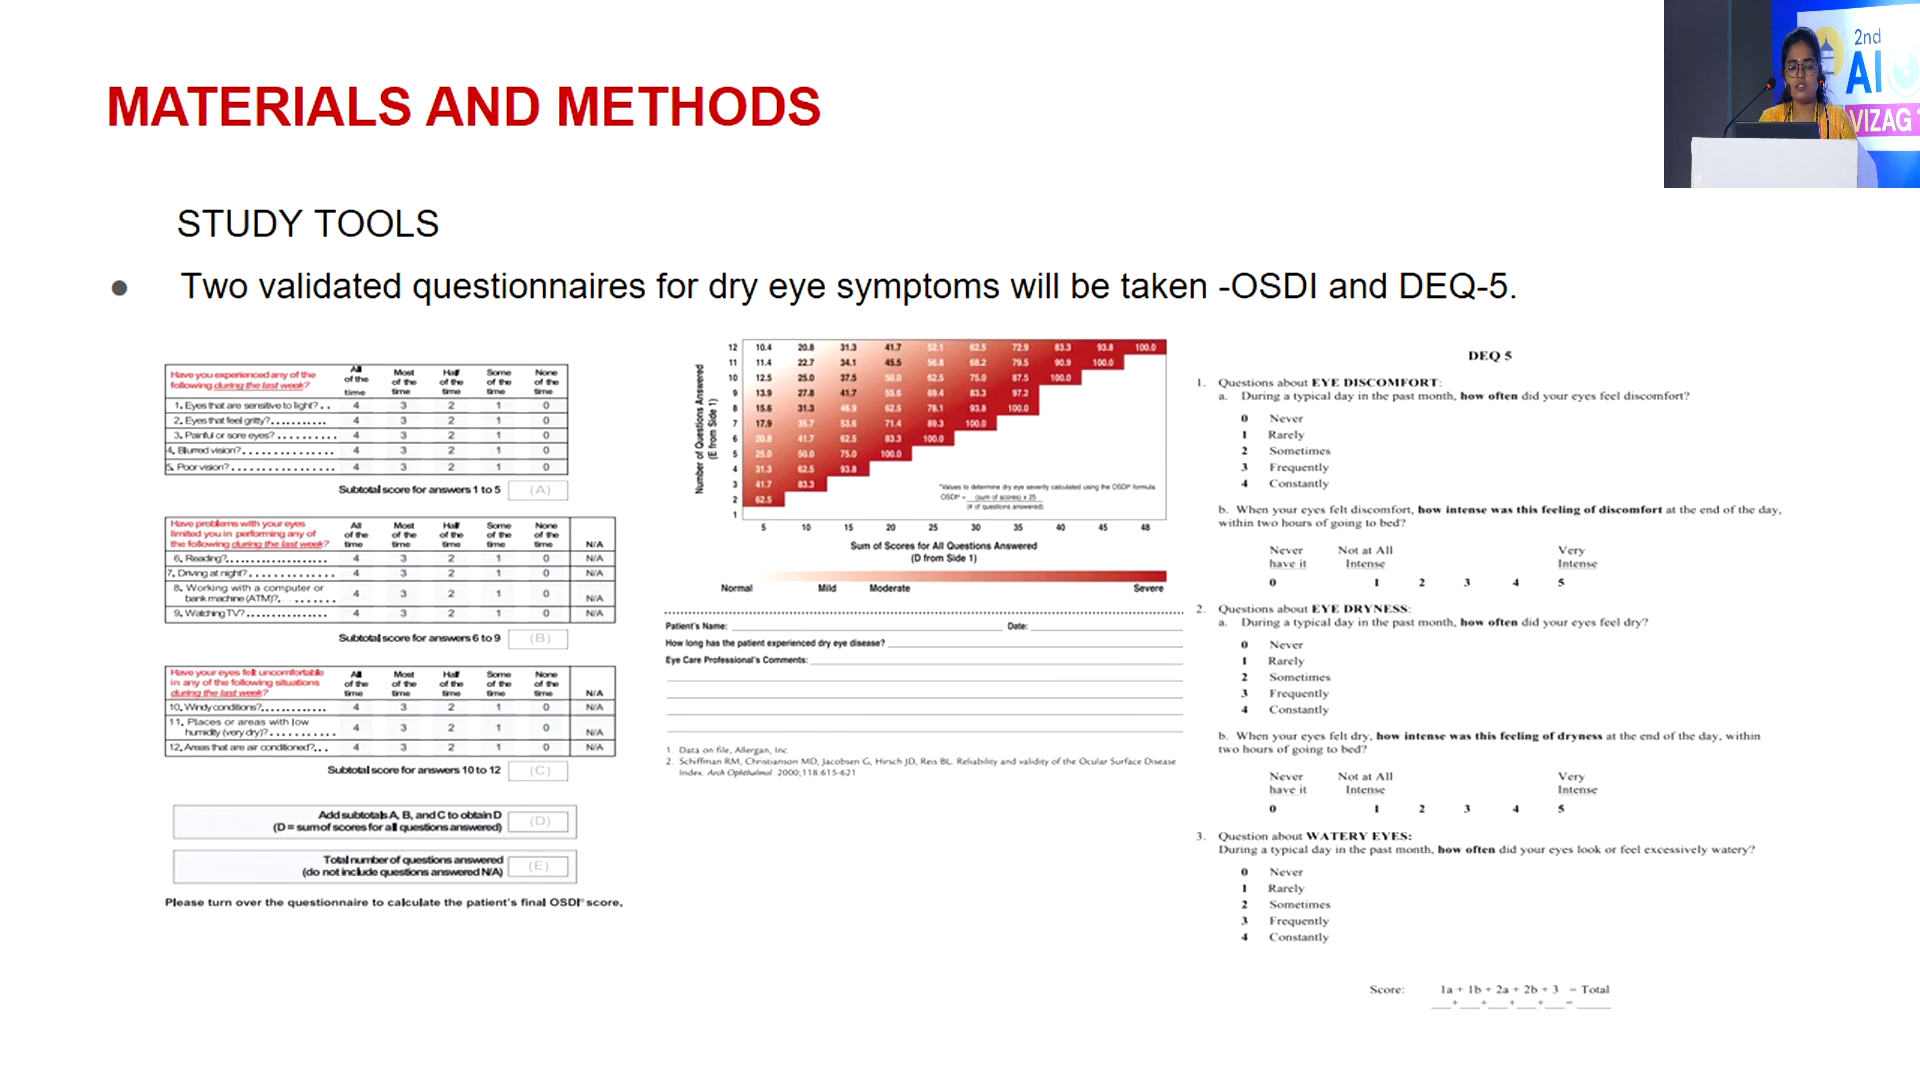 MATERIALS AND METHODS
2nd
AI
VIZAG
STUDY TOOLS
● Two validated questionnaires for dry eye symptoms will be taken -OSDI and DEQ-5.
Have you experienced any of the following during the last week? All of the time Most of the time Half of the time Some of the time None of the time
1. Eyes that are sensitive to light? . . 4 3 2 1 0
2. Eyes that feel gritty? . . . . . . . . . . 4 3 2 1 0
3. Painful or sore eyes? . . . . . . . . . . 4 3 2 1 0
4. Blurred vision? . . . . . . . . . . . . . . . 4 3 2 1 0
5. Poor vision? . . . . . . . . . . . . . . . . . 4 3 2 1 0
Subtotal score for answers 1 to 5 (A)
Have problems with your eyes limited you in performing any of the following during the last week? All of the time Most of the time Half of the time Some of the time None of the time N/A
6. Reading? . . . . . . . . . . . . . . . . . . . 4 3 2 1 0 N/A
7. Driving at night? . . . . . . . . . . . . . . 4 3 2 1 0 N/A
8. Working with a computer or bank machine (ATM)? . . . . . . . . 4 3 2 1 0 N/A
9. Watching TV? . . . . . . . . . . . . . . . 4 3 2 1 0 N/A
Subtotal score for answers 6 to 9 (B)
Have your eyes felt uncomfortable in any of the following situations during the last week? All of the time Most of the time Half of the time Some of the time None of the time N/A
10. Windy conditions? . . . . . . . . . . . . 4 3 2 1 0 N/A
11. Places or areas with low humidity (very dry)? . . . . . . . . . . . 4 3 2 1 0 N/A
12. Areas that are air conditioned? . . . 4 3 2 1 0 N/A
Subtotal score for answers 10 to 12 (C)
Add subtotals A, B, and C to obtain D
(D = sum of scores for all questions answered) (D)
Total number of questions answered
(do not include questions answered N/A) (E)
Please turn over the questionnaire to calculate the patient's final OSDI® score.
Number of Questions Answered
(E from Side 1)
12 10.4 20.8 31.3 41.7 52.1 62.5 72.9 83.3 93.8 100.0
11 11.4 22.7 34.1 45.5 56.8 68.2 79.5 90.9 100.0
10 12.5 25.0 37.5 50.0 62.5 75.0 87.5 100.0
9 13.9 27.8 41.7 55.6 69.4 83.3 97.2
8 15.6 31.3 46.9 62.5 78.1 93.8 100.0
7 17.9 35.7 53.6 71.4 89.3 100.0
6 20.8 41.7 62.5 83.3 100.0
5 25.0 50.0 75.0 100.0
4 31.3 62.5 93.8
3 41.7 83.3
2 62.5
1
5 10 15 20 25 30 35 40 45 48
*Values to determine dry eye severity calculated using the OSDI® formula.
OSDI® = (sum of scores) x 25
(# of questions answered)
Sum of Scores for All Questions Answered
(D from Side 1)
Normal Mild Moderate Severe
Patient's Name: Date:
How long has the patient experienced dry eye disease?
Eye Care Professional's Comments:
1. Data on file, Allergan, Inc
2. Schiffman RM, Christianson MD, Jacobsen G, Hirsch JD, Reis BL. Reliability and validity of the Ocular Surface Disease
Index. Arch Ophthalmol. 2000;118:615-621
DEQ 5
1. Questions about EYE DISCOMFORT:
a. During a typical day in the past month, how often did your eyes feel discomfort?
0 Never
1 Rarely
2 Sometimes
3 Frequently
4 Constantly
b. When your eyes felt discomfort, how intense was this feeling of discomfort at the end of the day,
within two hours of going to bed?
Never Not at All Very
have it Intense Intense
0 1 2 3 4 5
2. Questions about EYE DRYNESS:
a. During a typical day in the past month, how often did your eyes feel dry?
0 Never
1 Rarely
2 Sometimes
3 Frequently
4 Constantly
b. When your eyes felt dry, how intense was this feeling of dryness at the end of the day, within
two hours of going to bed?
Never Not at All Very
have it Intense Intense
0 1 2 3 4 5
3. Question about WATERY EYES:
During a typical day in the past month, how often did your eyes look or feel excessively watery?
0 Never
1 Rarely
2 Sometimes
3 Frequently
4 Constantly
Score: 1a + 1b + 2a + 2b + 3 = Total
___+___+___+___+___=_____